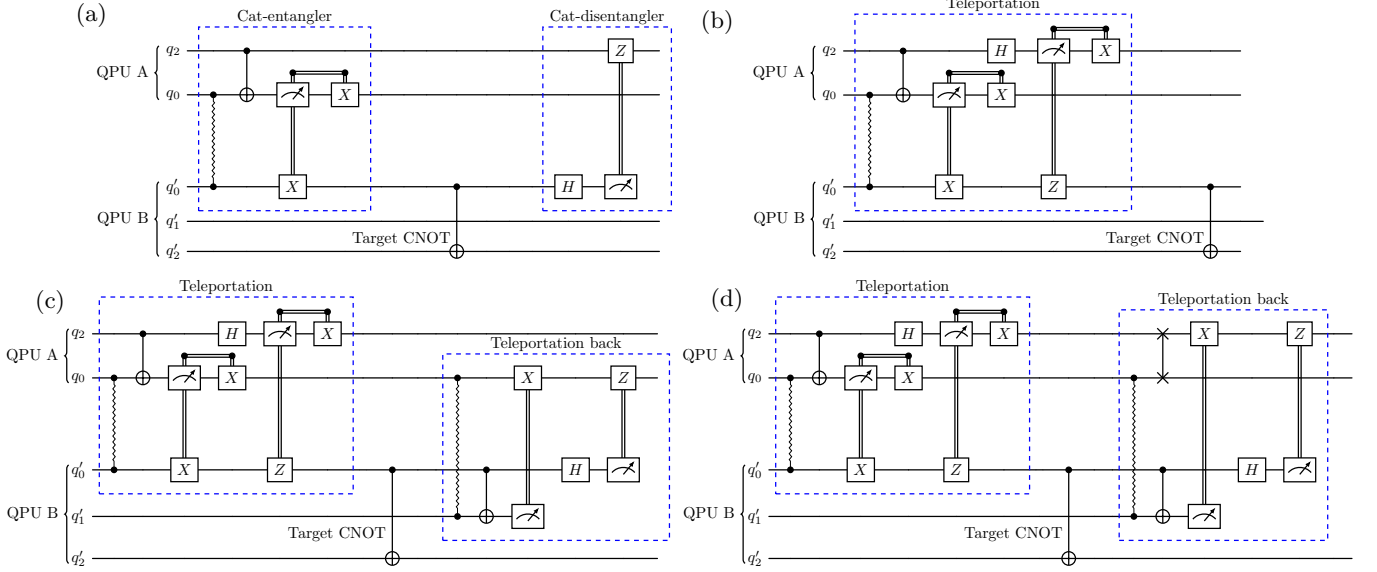 (a)
Cat-entangler
Cat-disentangler
QPU A
q₂
q₀
Z
X
QPU B
q′₀
X
H
q′₁
Target CNOT
q′₂
(b)
Teleportation
QPU A
q₂
H
X
q₀
X
QPU B
q′₀
X
Z
q′₁
Target CNOT
q′₂
(c)
Teleportation
QPU A
q₂
H
X
Teleportation back
q₀
X
X
Z
QPU B
q′₀
X
Z
H
q′₁
Target CNOT
q′₂
(d)
Teleportation
Teleportation back
QPU A
q₂
H
X
X
Z
q₀
X
QPU B
q′₀
X
Z
H
q′₁
Target CNOT
q′₂